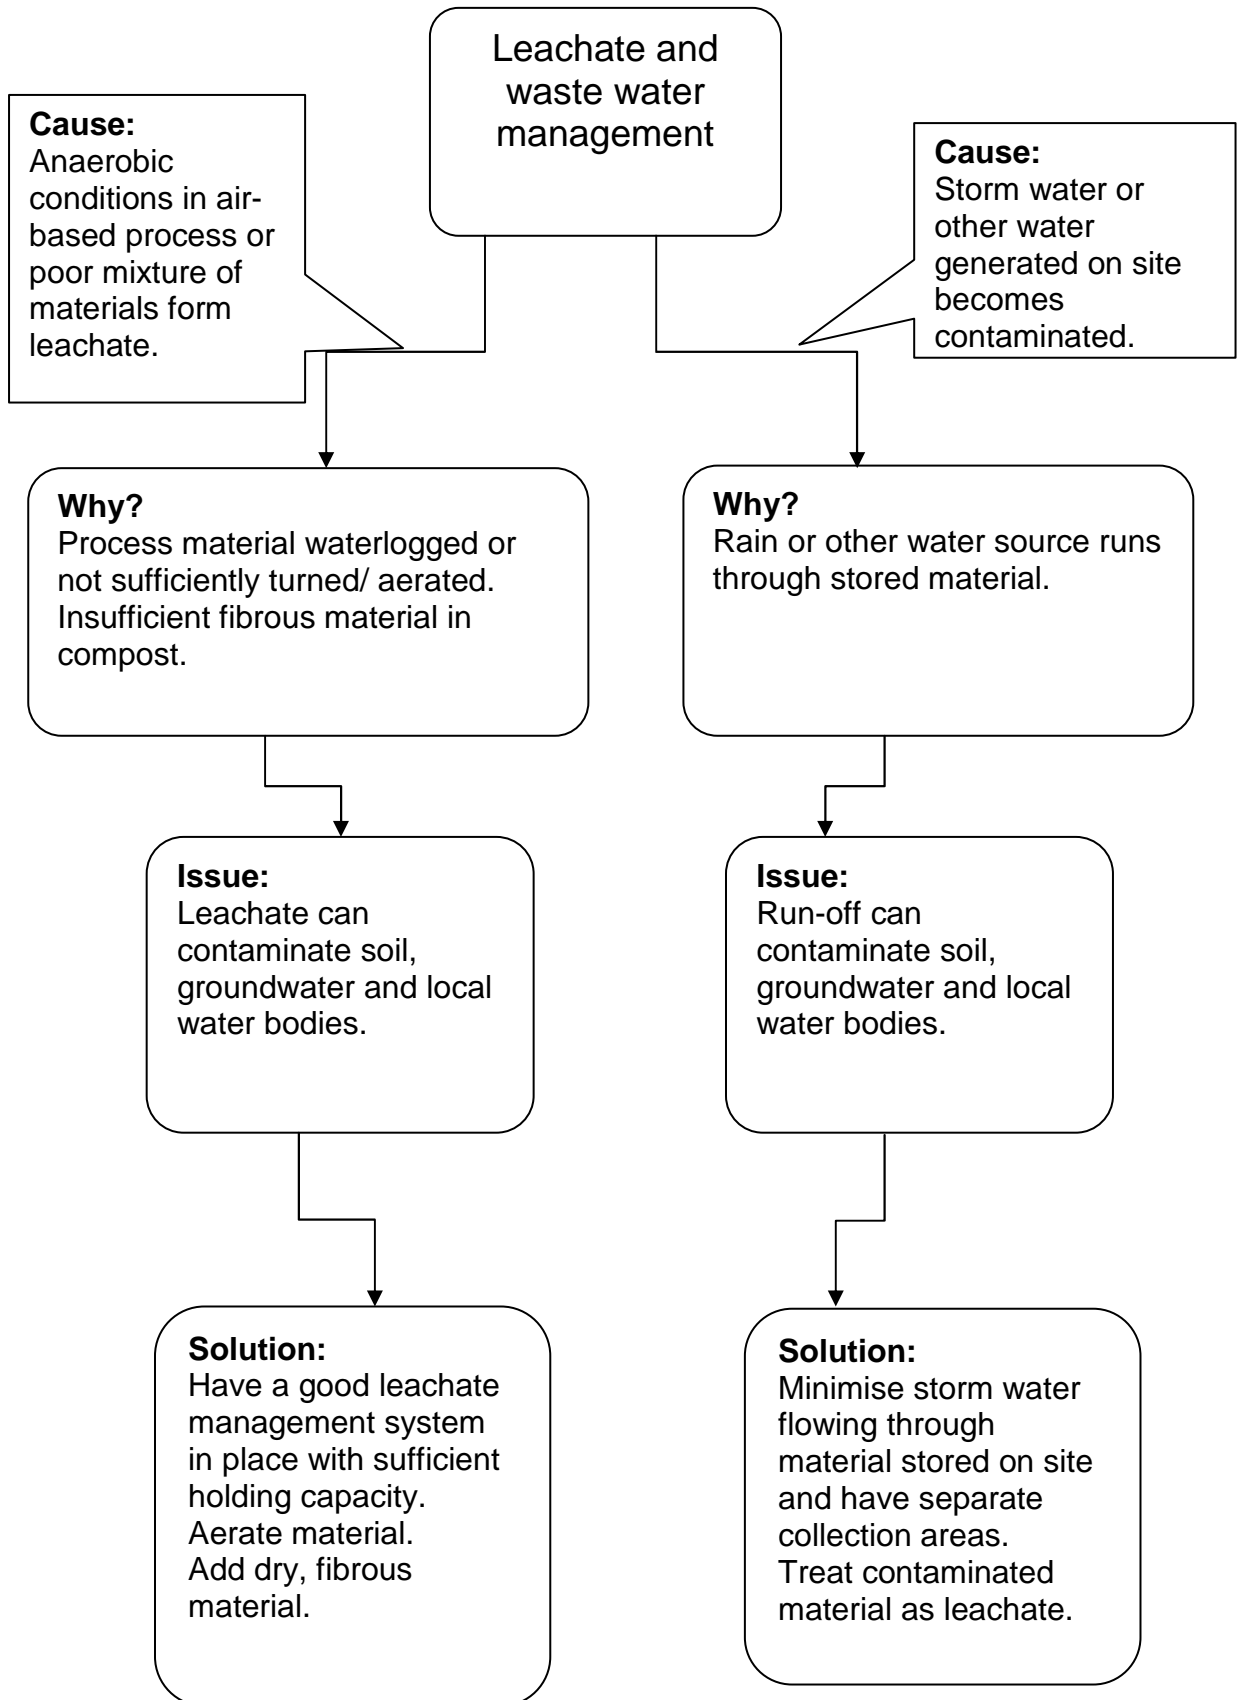 Leachate and
waste water
management
Cause:
Anaerobic
conditions in air-
based process or
poor mixture of
materials form
leachate.
Cause:
Storm water or
other water
generated on site
becomes
contaminated.
Why?
Process material waterlogged or
not sufficiently turned/ aerated.
Insufficient fibrous material in
compost.
Why?
Rain or other water source runs
through stored material.
Issue:
Leachate can
contaminate soil,
groundwater and local
water bodies.
Issue:
Run-off can
contaminate soil,
groundwater and local
water bodies.
Solution:
Have a good leachate
management system
in place with sufficient
holding capacity.
Aerate material.
Add dry, fibrous
material.
Solution:
Minimise storm water
flowing through
material stored on site
and have separate
collection areas.
Treat contaminated
material as leachate.